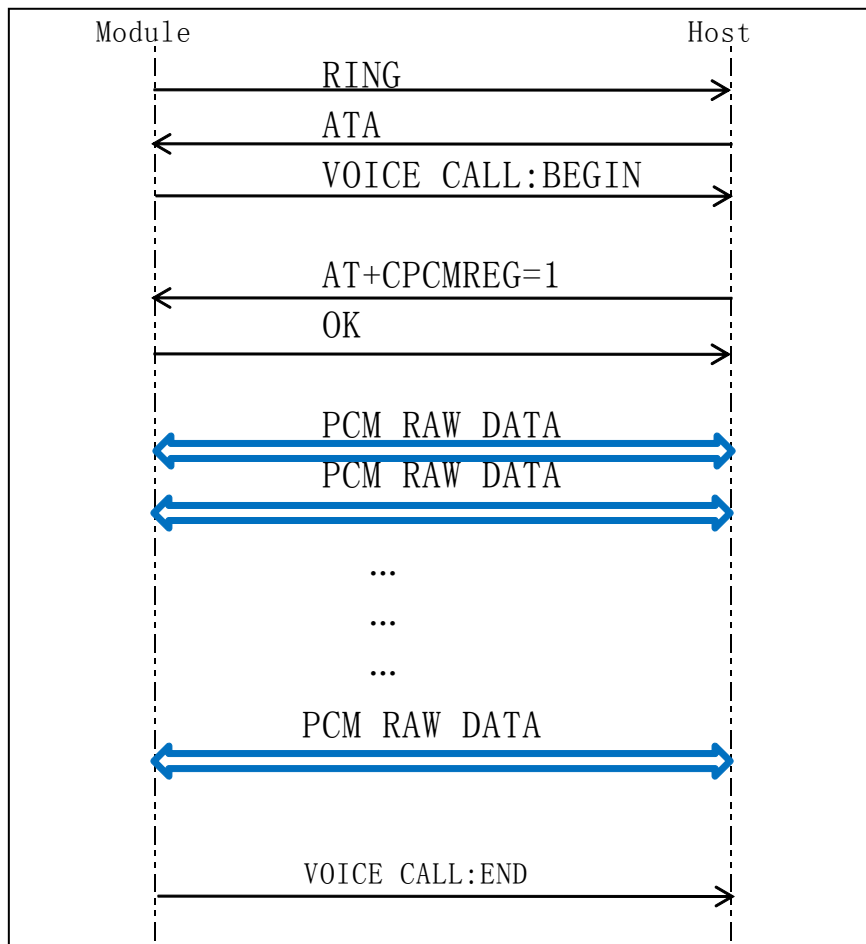 Module Host
RING
ATA
VOICE CALL:BEGIN
AT+CPCMREG=1
OK
PCM RAW DATA
PCM RAW DATA
...
...
...
PCM RAW DATA
VOICE CALL:END